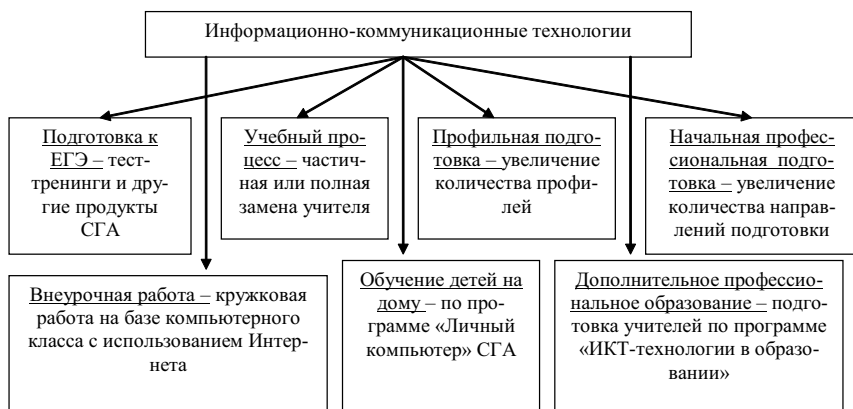 Информационно-коммуникационные технологии
Подготовка к
ЕГЭ – тест-
тренинги и дру-
гие продукты
СГА
Учебный про-
цесс – частич-
ная или полная
замена учителя
Профильная подго-
товка – увеличение
количества профи-
лей
Начальная профес-
сиональная подго-
товка – увеличение
количества направ-
лений подготовки
Внеурочная работа – кружковая
работа на базе компьютерного
класса с использованием Интер-
нета
Обучение детей на
дому – по про-
грамме «Личный
компьютер» СГА
Дополнительное профессио-
нальное образование – подго-
товка учителей по программе
«ИКТ-технологии в образо-
вании»